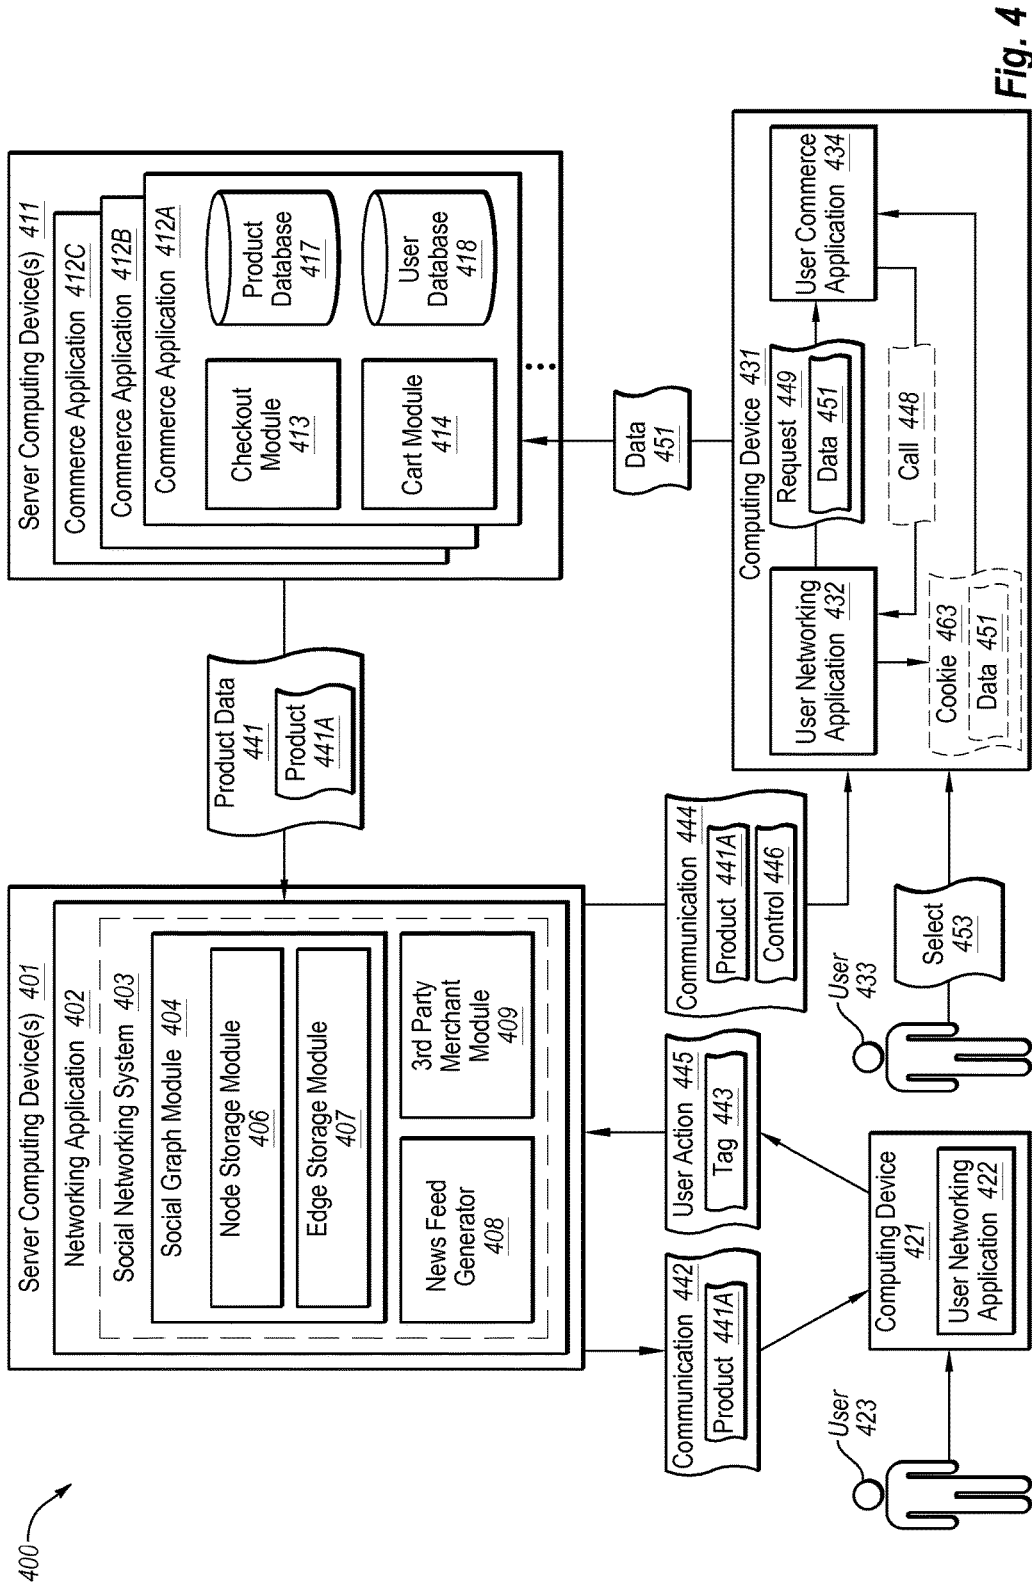 400
Server Computing Device(s) 401
Networking Application 402
Social Networking System 403
Social Graph Module 404
Node Storage Module
406
Edge Storage Module
407
News Feed
Generator
408
3rd Party
Merchant
Module
409
Product Data
441
Product
441A
Server Computing Device(s) 411
Commerce Application 412C
Commerce Application 412B
Commerce Application 412A
Checkout
Module
413
Product
Database
417
Cart Module
414
User
Database
418
Communication 442
Product 441A
User Action 445
Tag 443
Communication 444
Product 441A
Control 446
Data
451
User
423
Computing Device
421
User Networking
Application 422
User
433
Select
453
Computing Device 431
User Networking
Application 432
Request 449
Data 451
User Commerce
Application 434
Call 448
Cookie 463
Data 451
Fig. 4